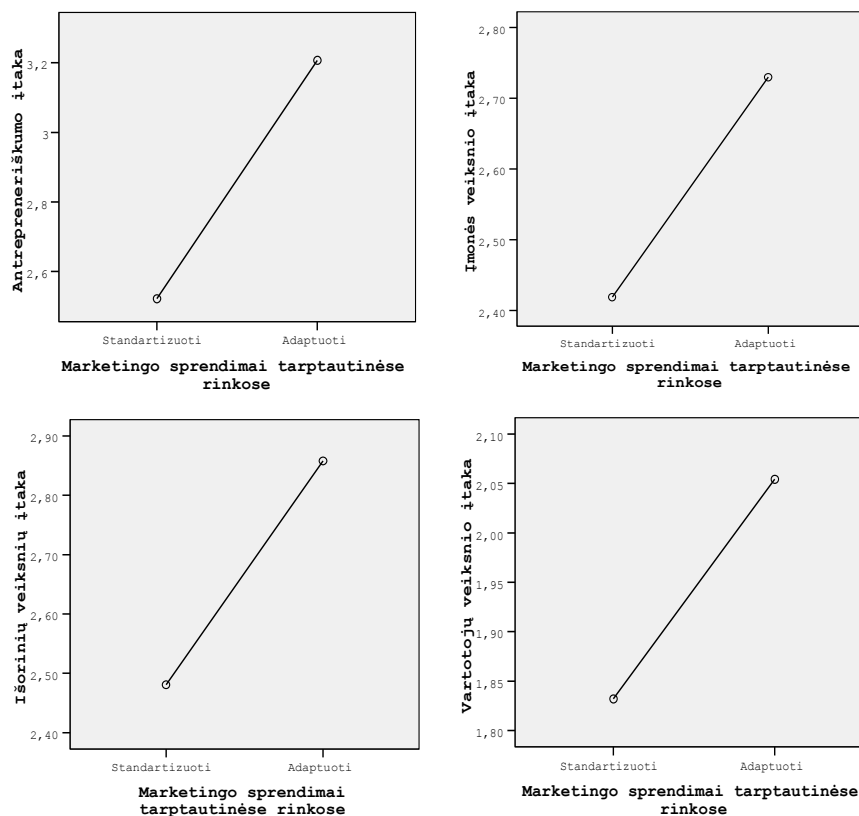 Antrepreneriškumo įtaka
3,2
3
2,8
2,6
Standartizuoti
Adaptuoti
Marketingo sprendimai tarptautinėse
rinkose
Įmonės veiksnio įtaka
2,80
2,70
2,60
2,50
2,40
Standartizuoti
Adaptuoti
Marketingo sprendimai tarptautinėse
rinkose
Išorinių veiksnių įtaka
2,90
2,80
2,70
2,60
2,50
2,40
Standartizuoti
Adaptuoti
Marketingo sprendimai
tarptautinėse rinkose
Vartotojų veiksnio įtaka
2,10
2,05
2,00
1,95
1,90
1,85
1,80
Standartizuoti
Adaptuoti
Marketingo sprendimai tarptautinėse
rinkose